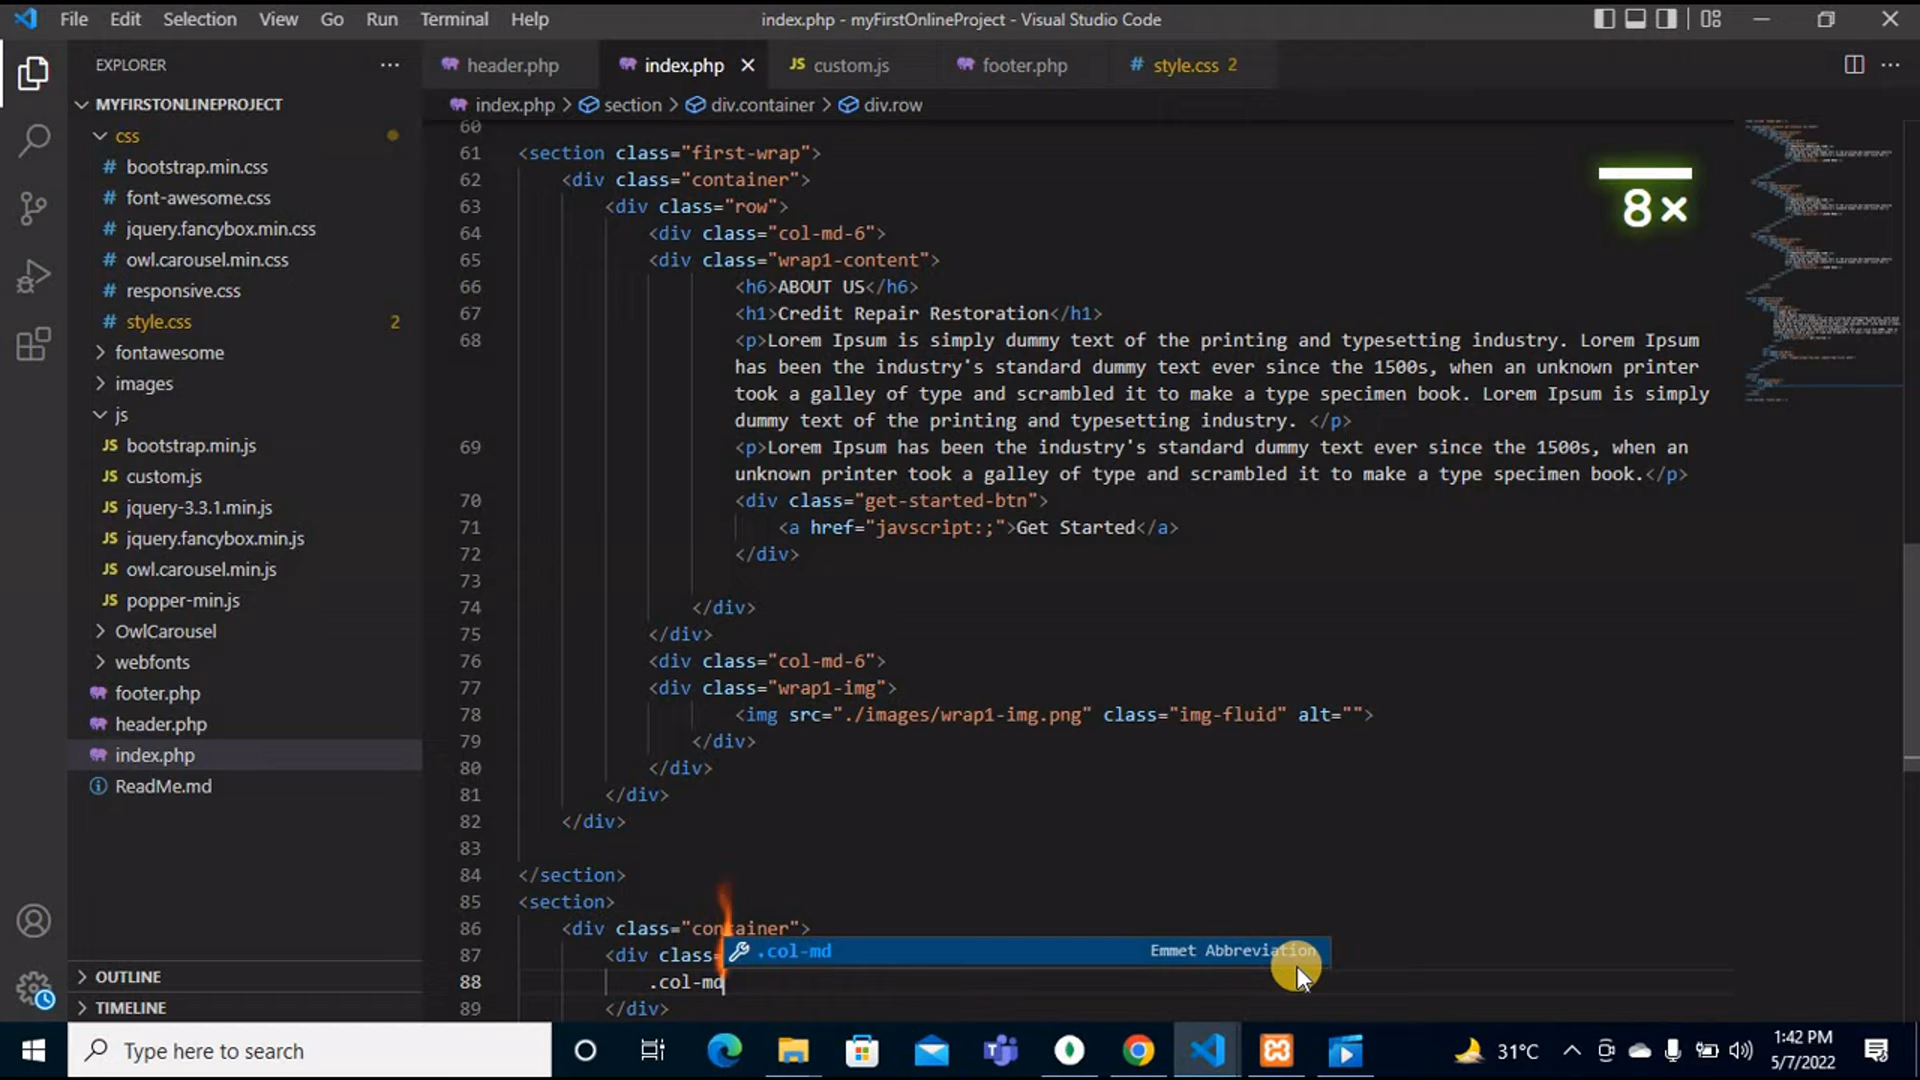 File Edit Selection View Go Run Terminal Help
index.php - myFirstOnlineProject - Visual Studio Code
EXPLORER
header.php
index.php
custom.js
footer.php
style.css 2
MYFIRSTONLINEPROJECT
index.php > section > div.container > div.row
css
bootstrap.min.css
font-awesome.css
jquery.fancybox.min.css
owl.carousel.min.css
responsive.css
style.css 2
fontawesome
images
js
bootstrap.min.js
custom.js
jquery-3.3.1.min.js
jquery.fancybox.min.js
owl.carousel.min.js
popper-min.js
OwlCarousel
webfonts
footer.php
header.php
index.php
ReadMe.md
OUTLINE
TIMELINE
60
61 <section class="first-wrap">
62 <div class="container">
63 <div class="row">
64 <div class="col-md-6">
65 <div class="wrap1-content">
66 <h6>ABOUT US</h6>
67 <h1>Credit Repair Restoration</h1>
68 <p>Lorem Ipsum is simply dummy text of the printing and typesetting industry. Lorem Ipsum
has been the industry's standard dummy text ever since the 1500s, when an unknown printer
took a galley of type and scrambled it to make a type specimen book. Lorem Ipsum is simply
dummy text of the printing and typesetting industry. </p>
69 <p>Lorem Ipsum has been the industry's standard dummy text ever since the 1500s, when an
unknown printer took a galley of type and scrambled it to make a type specimen book.</p>
70 <div class="get-started-btn">
71 <a href="javscript:;">Get Started</a>
72 </div>
73
74 </div>
75 </div>
76 <div class="col-md-6">
77 <div class="wrap1-img">
78 <img src="./images/wrap1-img.png" class="img-fluid" alt="">
79 </div>
80 </div>
81 </div>
82 </div>
83
84 </section>
85 <section>
86 <div class="container">
87 <div class=
.col-md Emmet Abbreviation
88 .col-md
89 </div>
8×
Type here to search
31°C
1:42 PM
5/7/2022